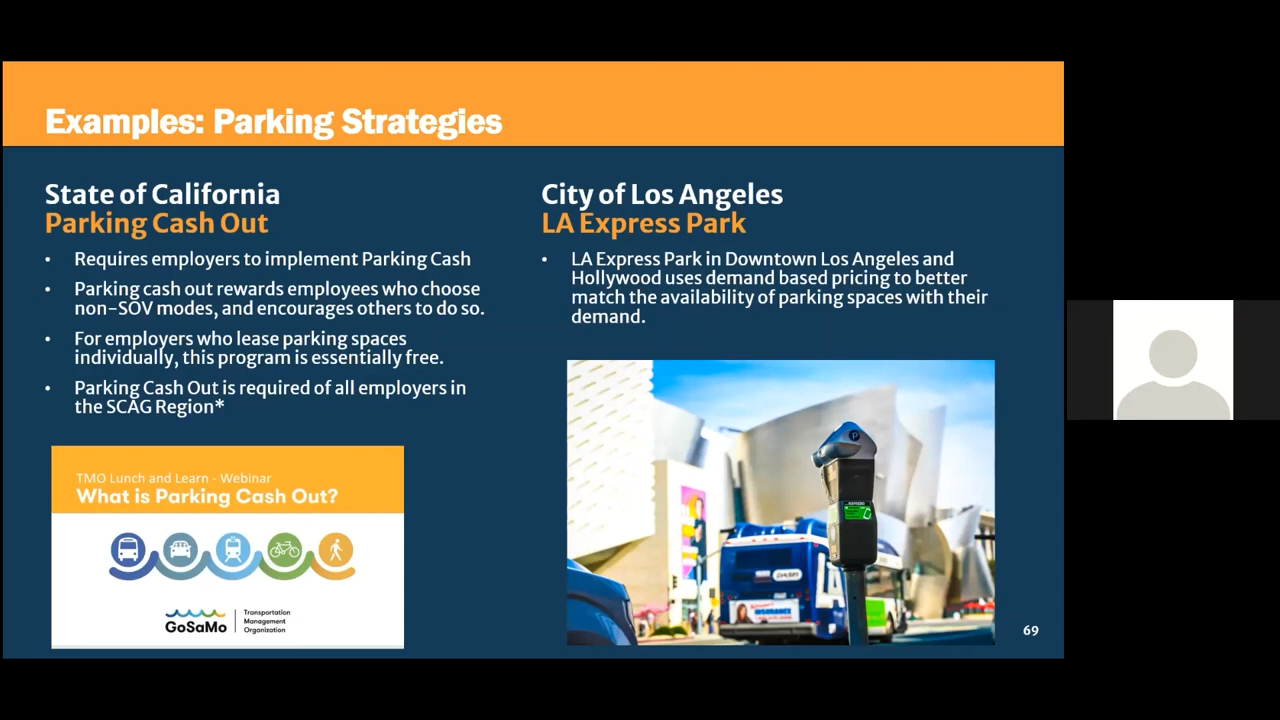 Examples: Parking Strategies
State of California
Parking Cash Out
• Requires employers to implement Parking Cash
• Parking cash out rewards employees who choose
non-SOV modes, and encourages others to do so.
• For employers who lease parking spaces
individually, this program is essentially free.
• Parking Cash Out is required of all employers in
the SCAG Region*
TMO Lunch and Learn - Webinar
What is Parking Cash Out?
GoSaMo
Transportation
Management
Organization
City of Los Angeles
LA Express Park
• LA Express Park in Downtown Los Angeles and
Hollywood uses demand based pricing to better
match the availability of parking spaces with their
demand.
P
DASH
INSURANCE
69